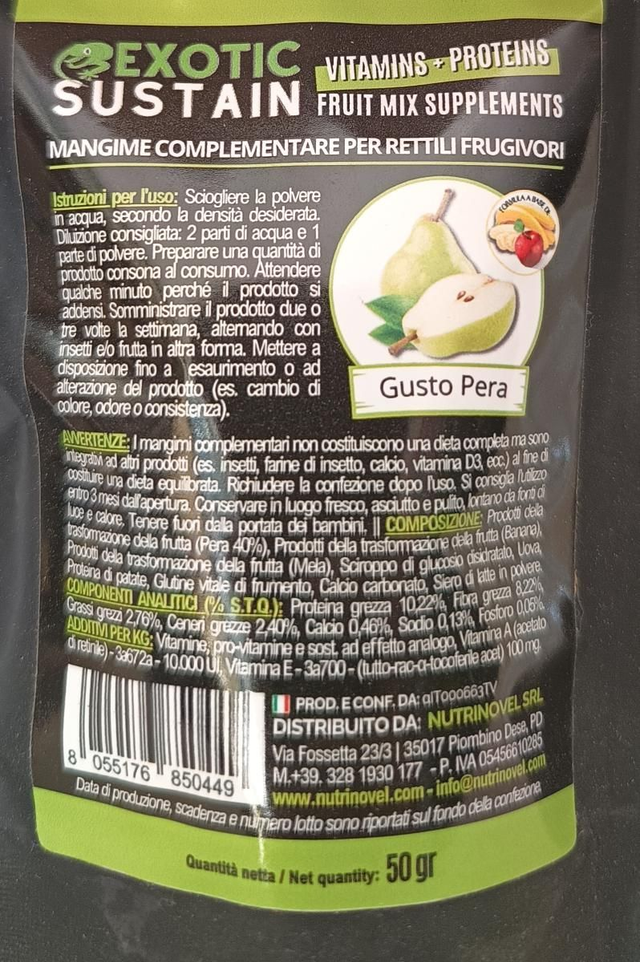 EXOTIC
SUSTAIN
VITAMINS + PROTEINS
FRUIT MIX SUPPLEMENTS
MANGIME COMPLEMENTARE PER RETTILI FRUGIVORI
Istruzioni per l'uso: Sciogliere la polvere
in acqua, secondo la densità desiderata.
Diluizione consigliata: 2 parti di acqua e 1
parte di polvere. Preparare una quantità di
prodotto consona al consumo. Attendere
qualche minuto perché il prodotto si
addensi. Somministrare il prodotto due o
tre volte la settimana, alternando con
insetti e/o frutta in altra forma. Mettere a
disposizione fino a esaurimento o ad
alterazione del prodotto (es. cambio di
colore, odore o consistenza).
FORMULA A BASE DI
Gusto Pera
AVVERTENZE: I mangimi complementari non costituiscono una dieta completa ma sono
integrativi ad altri prodotti (es. insetti, farine di insetto, calcio, vitamina D3, ecc.) al fine di
costituire una dieta equilibrata. Richiudere la confezione dopo l'uso. Si consiglia l'utilizzo
entro 3 mesi dall'apertura. Conservare in luogo fresco, asciutto e pulito, lontano da fonti di
luce e calore. Tenere fuori dalla portata dei bambini. || COMPOSIZIONE: Prodotti della
trasformazione della frutta (Pera 40%), Prodotti della trasformazione della frutta (Banana),
Prodotti della trasformazione della frutta (Mela), Sciroppo di glucosio disidratato, Uova,
Proteina di patate, Glutine vitale di frumento, Calcio carbonato, Siero di latte in polvere.
COMPONENTI ANALITICI (% S.T.Q.): Proteina grezza 10,22%, Fibra grezza 8,22%,
Grassi grezzi 2,76%, Ceneri grezze 2,40%, Calcio 0,46%, Sodio 0,13%, Fosforo 0,06%.
ADDITIVI PER KG: Vitamine, pro-vitamine e sost. ad effetto analogo, Vitamina A (acetato
di retinile) - 3a672a - 10.000 UI, Vitamina E - 3a700 - (tutto-rac-α-tocoferile acet) 100 mg.
8 055176 850449
PROD. E CONF. DA: αIT000663TV
DISTRIBUITO DA: NUTRINOVEL SRL
Via Fossetta 23/3 | 35017 Piombino Dese, PD
M.+39. 328 1930 177 - P. IVA 05456610285
www.nutrinovel.com - info@nutrinovel.com
Data di produzione, scadenza e numero lotto sono riportati sul fondo della confezione
Quantità netta / Net quantity: 50 gr